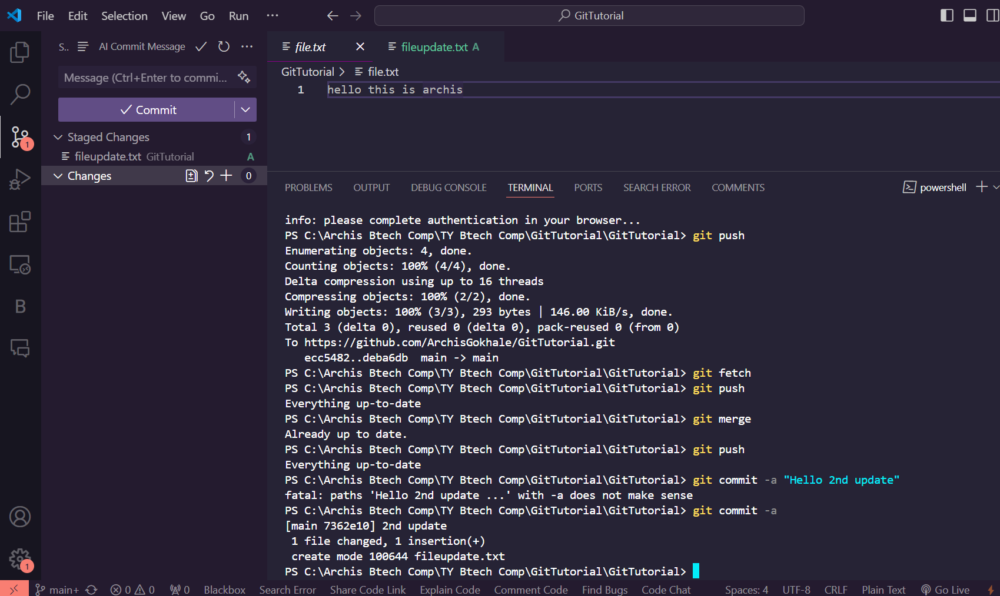 File Edit Selection View Go Run ···
GitTutorial
S.. AI Commit Message ···
Message (Ctrl+Enter to commi...
Commit
Staged Changes 1
fileupdate.txt GitTutorial A
Changes 0
1
B
1
file.txt
fileupdate.txt A
GitTutorial > file.txt
1 hello this is archis
PROBLEMS OUTPUT DEBUG CONSOLE TERMINAL PORTS SEARCH ERROR COMMENTS powershell
info: please complete authentication in your browser...
PS C:\Archis Btech Comp\TY Btech Comp\GitTutorial\GitTutorial> git push
Enumerating objects: 4, done.
Counting objects: 100% (4/4), done.
Delta compression using up to 16 threads
Compressing objects: 100% (2/2), done.
Writing objects: 100% (3/3), 293 bytes | 146.00 KiB/s, done.
Total 3 (delta 0), reused 0 (delta 0), pack-reused 0 (from 0)
To https://github.com/ArchisGokhale/GitTutorial.git
ecc5482..deba6db main -> main
PS C:\Archis Btech Comp\TY Btech Comp\GitTutorial\GitTutorial> git fetch
PS C:\Archis Btech Comp\TY Btech Comp\GitTutorial\GitTutorial> git push
Everything up-to-date
PS C:\Archis Btech Comp\TY Btech Comp\GitTutorial\GitTutorial> git merge
Already up to date.
PS C:\Archis Btech Comp\TY Btech Comp\GitTutorial\GitTutorial> git push
Everything up-to-date
PS C:\Archis Btech Comp\TY Btech Comp\GitTutorial\GitTutorial> git commit -a "Hello 2nd update"
fatal: paths 'Hello 2nd update ...' with -a does not make sense
PS C:\Archis Btech Comp\TY Btech Comp\GitTutorial\GitTutorial> git commit -a
[main 7362e10] 2nd update
1 file changed, 1 insertion(+)
create mode 100644 fileupdate.txt
PS C:\Archis Btech Comp\TY Btech Comp\GitTutorial\GitTutorial>
main+ 0 0 0 Blackbox Search Error Share Code Link Explain Code Comment Code Find Bugs Code Chat Spaces: 4 UTF-8 CRLF Plain Text Go Live